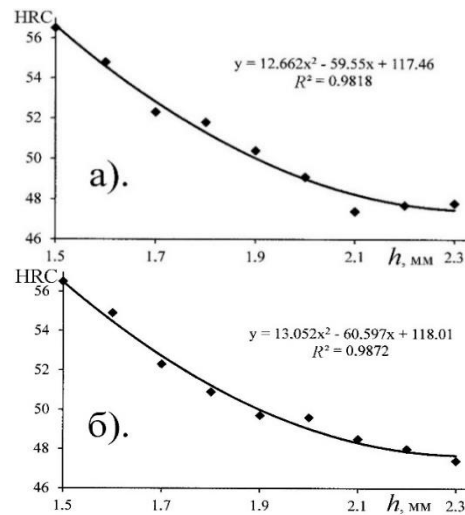 HRC
56
54
52
50
48
46
y = 12.662x² - 59.55x + 117.46
R² = 0.9818
а).
1.5 1.7 1.9 2.1 2.3
h, мм
HRC
56
54
52
50
48
46
y = 13.052x² - 60.597x + 118.01
R² = 0.9872
б).
1.5 1.7 1.9 2.1 2.3
h, мм